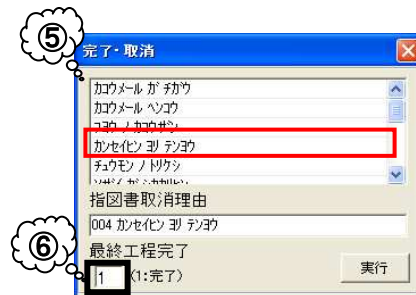 ⑤
完了・取消
カコウメール ガ チガウ
カコウメール ヘンコウ
カンセイヒン ヨリ テンヨウ
チュウモン ノ トリケシ
指図書取消理由
004 カンセイヒン ヨリ テンヨウ
最終工程完了
⑥
1 (1:完了)
実行